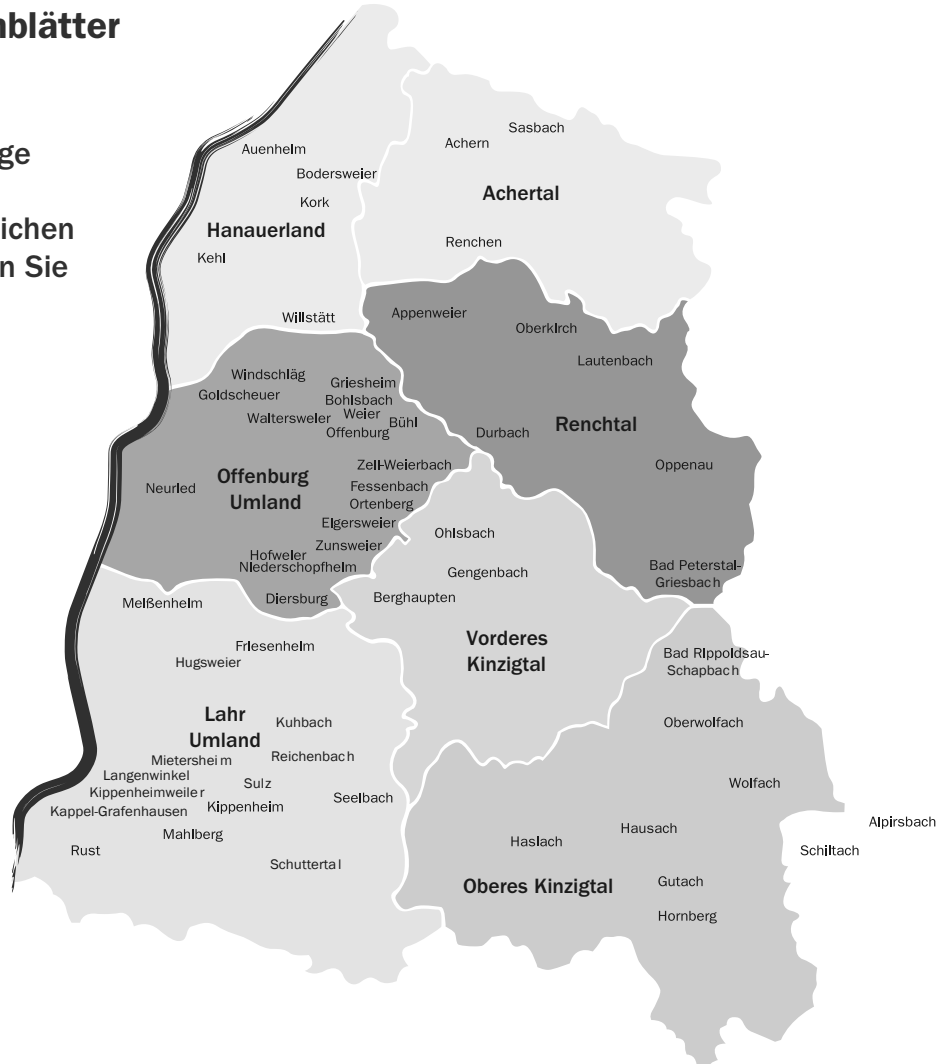 nblätter
ge
ichen
n Sie
Sasbach
Achern
Auenheim
Bodersweier
Achertal
Kork
Hanauerland
Renchen
Kehl
Willstätt
Appenweier
Oberkirch
Lautenbach
Windschläg
Griesheim
Goldscheuer
Bohlsbach
Weier
Waltersweier
Bühl
Offenburg
Durbach
Renchtal
Zell-Weierbach
Oppenau
Offenburg
Umland
Neuried
Fessenbach
Ortenberg
Elgersweier
Ohlsbach
Zunsweier
Hofweier
Niederschopfheim
Gengenbach
Bad Peterstal-
Griesbach
Diersburg
Berghaupten
Meißenheim
Vorderes
Kinzigtal
Friesenheim
Hugsweier
Bad Rippoldsau-
Schapbach
Lahr
Umland
Kuhbach
Oberwolfach
Reichenbach
Mietersheim
Langenwinkel
Kippenheimweiler
Sulz
Wolfach
Seelbach
Kappel-Grafenhausen
Kippenheim
Alpirsbach
Mahlberg
Hausach
Haslach
Rust
Schiltach
Schuttertal
Oberes Kinzigtal
Gutach
Hornberg